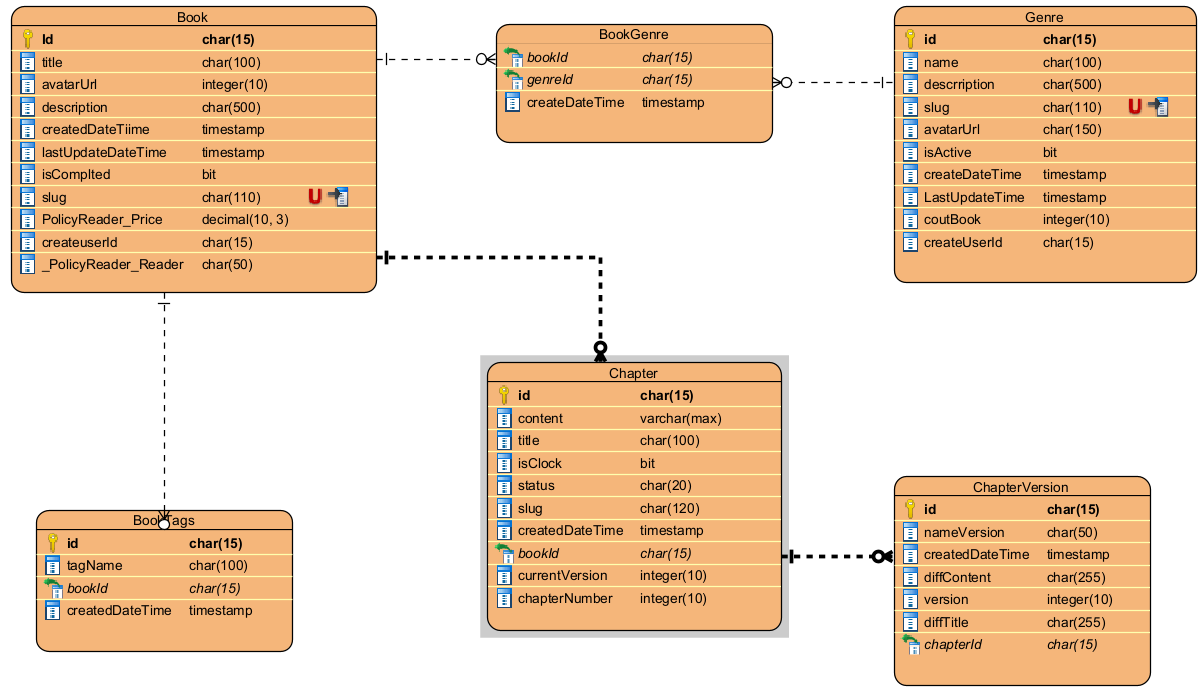 Book
Id char(15)
title char(100)
avatarUrl integer(10)
description char(500)
createdDateTiime timestamp
lastUpdateDateTime timestamp
isComplted bit
slug char(110) U
PolicyReader_Price decimal(10, 3)
createuserId char(15)
_PolicyReader_Reader char(50)
BookGenre
bookId char(15)
genreId char(15)
createDateTime timestamp
Genre
id char(15)
name char(100)
descrription char(500)
slug char(110) U
avatarUrl char(150)
isActive bit
createDateTime timestamp
LastUpdateTime timestamp
coutBook integer(10)
createUserId char(15)
Chapter
id char(15)
content varchar(max)
title char(100)
isClock bit
status char(20)
slug char(120)
createdDateTime timestamp
bookId char(15)
currentVersion integer(10)
chapterNumber integer(10)
BookTags
id char(15)
tagName char(100)
bookId char(15)
createdDateTime timestamp
ChapterVersion
id char(15)
nameVersion char(50)
createdDateTime timestamp
diffContent char(255)
version integer(10)
diffTitle char(255)
chapterId char(15)